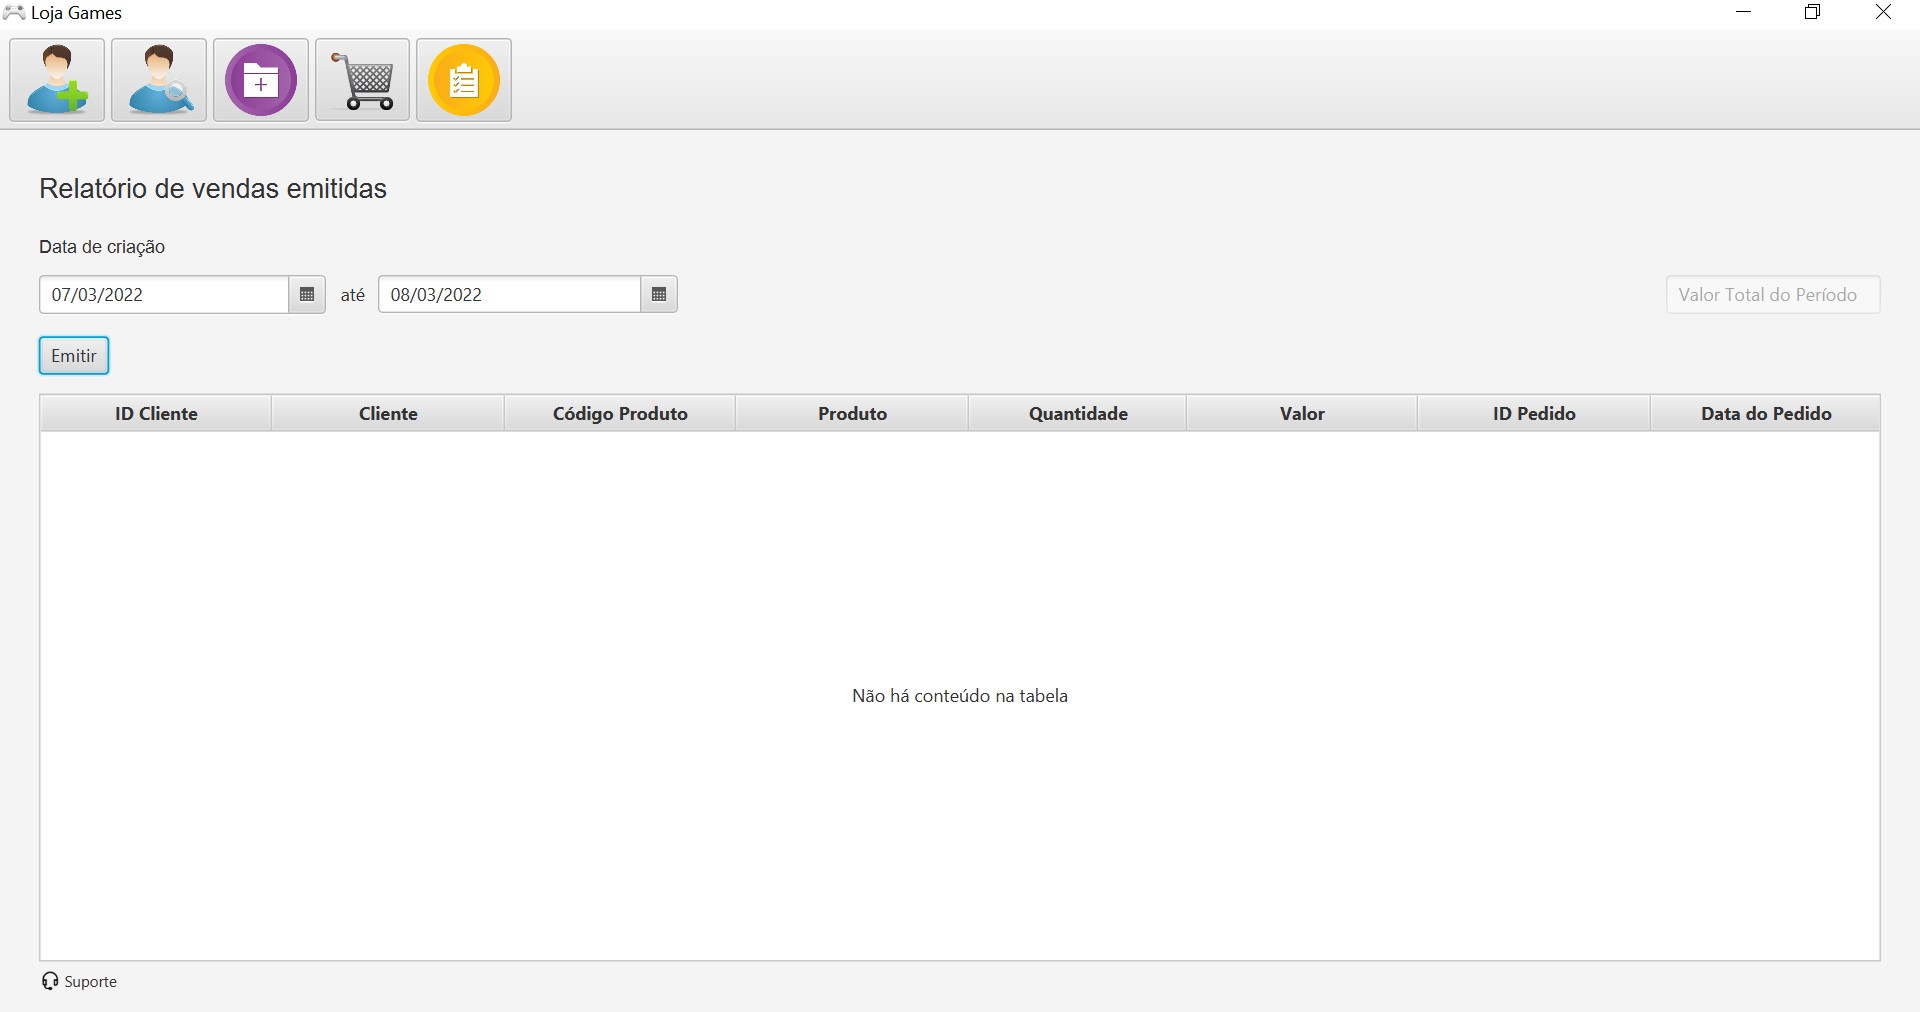 Loja Games
Relatório de vendas emitidas
Data de criação
07/03/2022 até 08/03/2022 Valor Total do Período
Emitir
ID Cliente Cliente Código Produto Produto Quantidade Valor ID Pedido Data do Pedido
Não há conteúdo na tabela
Suporte